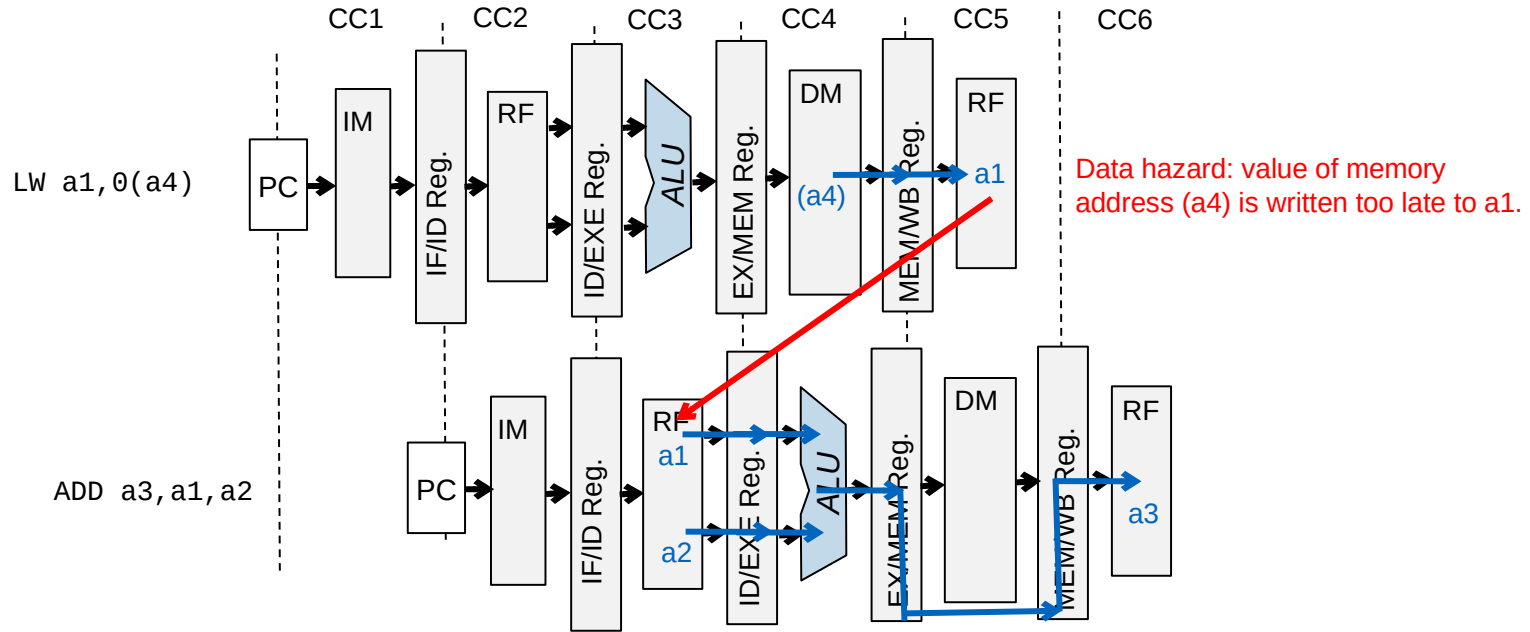 CC1 CC2 CC3 CC4 CC5 CC6
LW a1,0(a4)
PC
IM
IF/ID Reg.
RF
ID/EXE Reg.
ALU
EX/MEM Reg.
DM
(a4)
MEM/WB Reg.
RF
a1
Data hazard: value of memory
address (a4) is written too late to a1.
ADD a3,a1,a2
PC
IM
IF/ID Reg.
RF
a1
a2
ID/EXE Reg.
ALU
EX/MEM Reg.
DM
MEM/WB Reg.
RF
a3